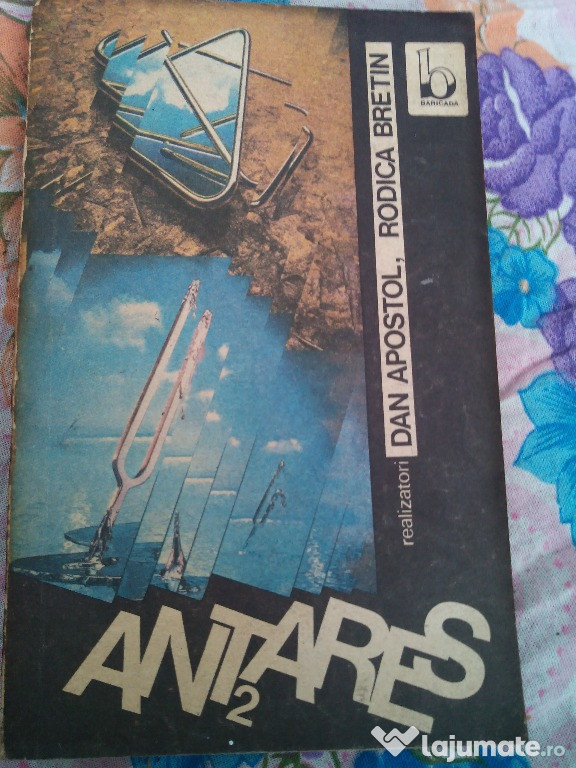 BARICADA
realizatori DAN APOSTOL, RODICA BRETIN
ANTARES
2
lajumate.ro